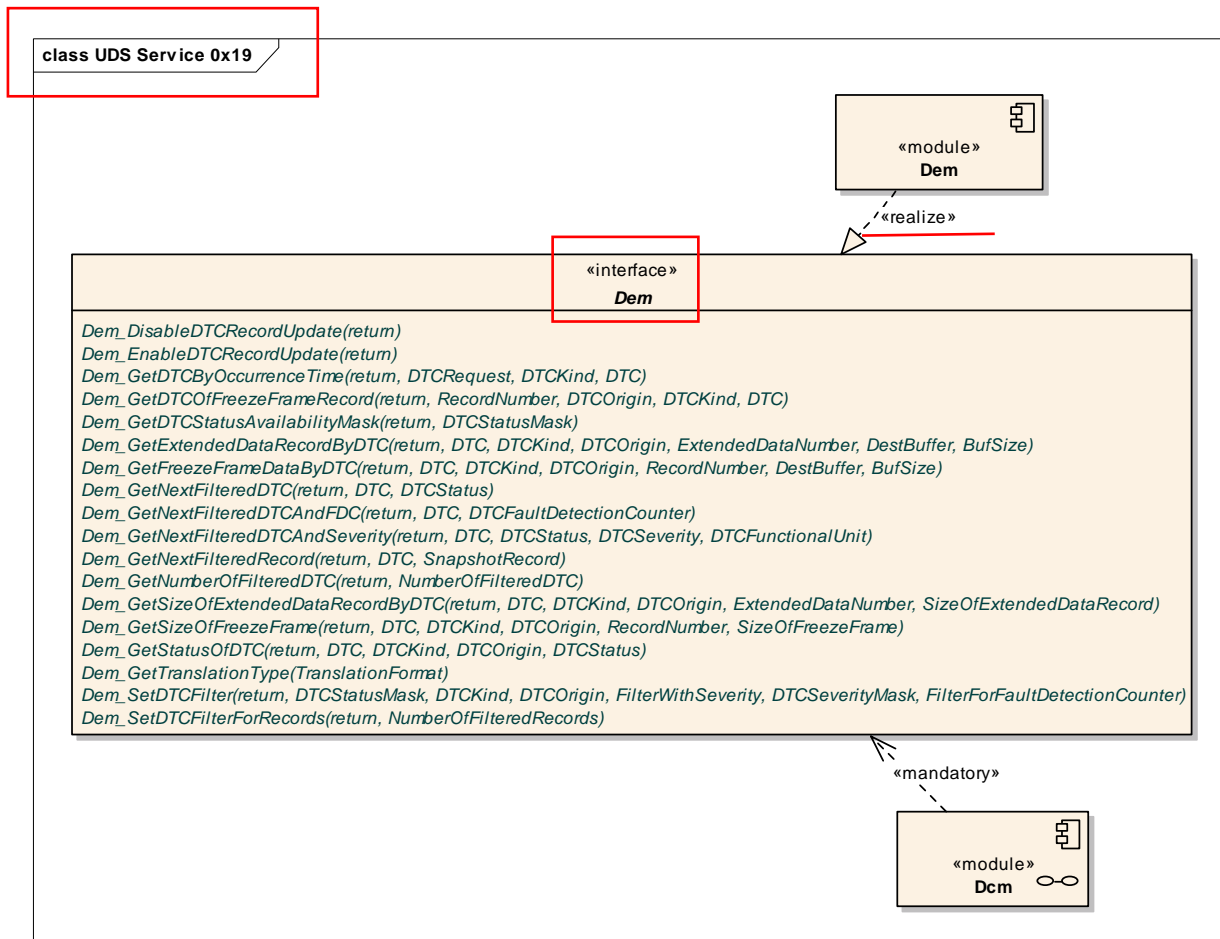 class UDS Service 0x19
«module»
Dem
«realize»
«interface»
Dem
Dem_DisableDTCRecordUpdate(return)
Dem_EnableDTCRecordUpdate(return)
Dem_GetDTCByOccurrenceTime(return, DTCRequest, DTCKind, DTC)
Dem_GetDTCOfFreezeFrameRecord(return, RecordNumber, DTCOrigin, DTCKind, DTC)
Dem_GetDTCStatusAvailabilityMask(return, DTCStatusMask)
Dem_GetExtendedDataRecordByDTC(return, DTC, DTCKind, DTCOrigin, ExtendedDataNumber, DestBuffer, BufSize)
Dem_GetFreezeFrameDataByDTC(return, DTC, DTCKind, DTCOrigin, RecordNumber, DestBuffer, BufSize)
Dem_GetNextFilteredDTC(return, DTC, DTCStatus)
Dem_GetNextFilteredDTCAndFDC(return, DTC, DTCFaultDetectionCounter)
Dem_GetNextFilteredDTCAndSeverity(return, DTC, DTCStatus, DTCSeverity, DTCFunctionalUnit)
Dem_GetNextFilteredRecord(return, DTC, SnapshotRecord)
Dem_GetNumberOfFilteredDTC(return, NumberOfFilteredDTC)
Dem_GetSizeOfExtendedDataRecordByDTC(return, DTC, DTCKind, DTCOrigin, ExtendedDataNumber, SizeOfExtendedDataRecord)
Dem_GetSizeOfFreezeFrame(return, DTC, DTCKind, DTCOrigin, RecordNumber, SizeOfFreezeFrame)
Dem_GetStatusOfDTC(return, DTC, DTCKind, DTCOrigin, DTCStatus)
Dem_GetTranslationType(TranslationFormat)
Dem_SetDTCFilter(return, DTCStatusMask, DTCKind, DTCOrigin, FilterWithSeverity, DTCSeverityMask, FilterForFaultDetectionCounter)
Dem_SetDTCFilterForRecords(return, NumberOfFilteredRecords)
«mandatory»
«module»
Dcm